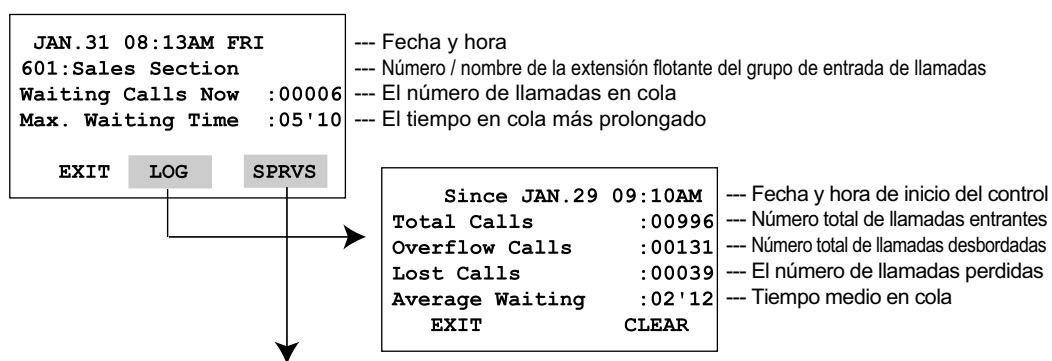 JAN.31 08:13AM FRI --- Fecha y hora
601:Sales Section --- Número / nombre de la extensión flotante del grupo de entrada de llamadas
Waiting Calls Now :00006 --- El número de llamadas en cola
Max. Waiting Time :05'10 --- El tiempo en cola más prolongado
EXIT LOG SPRVS
Since JAN.29 09:10AM --- Fecha y hora de inicio del control
Total Calls :00996 --- Número total de llamadas entrantes
Overflow Calls :00131 --- Número total de llamadas desbordadas
Lost Calls :00039 --- El número de llamadas perdidas
Average Waiting :02'12 --- Tiempo medio en cola
EXIT CLEAR